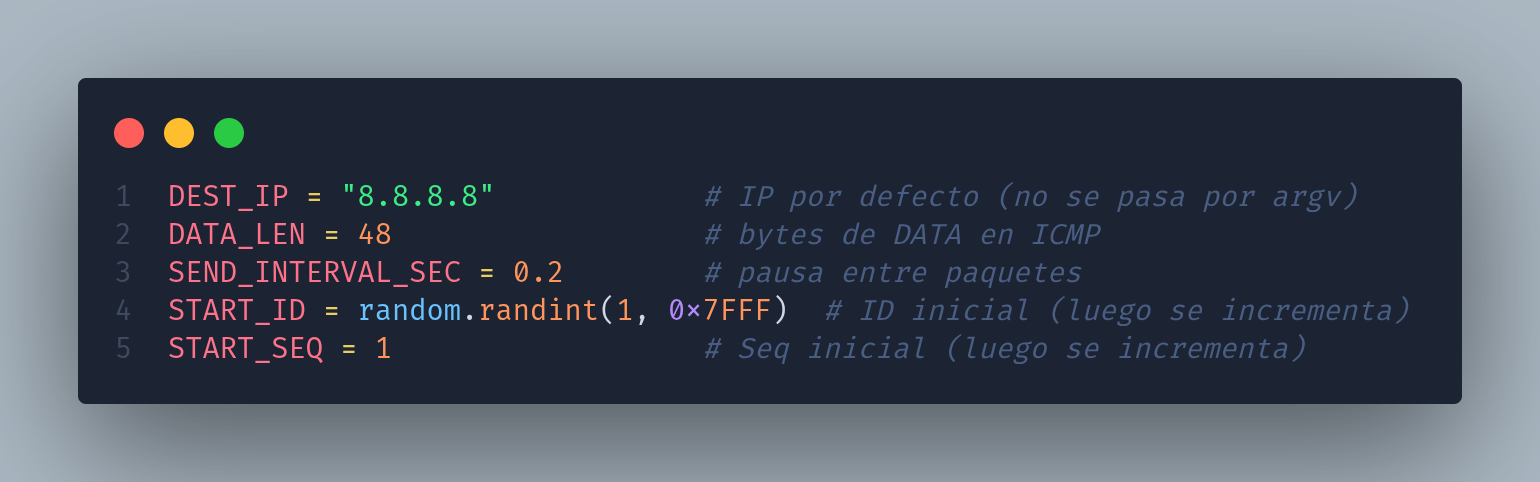 1 DEST_IP = "8.8.8.8" # IP por defecto (no se pasa por argv)
2 DATA_LEN = 48 # bytes de DATA en ICMP
3 SEND_INTERVAL_SEC = 0.2 # pausa entre paquetes
4 START_ID = random.randint(1, 0x7FFF) # ID inicial (luego se incrementa)
5 START_SEQ = 1 # Seq inicial (luego se incrementa)